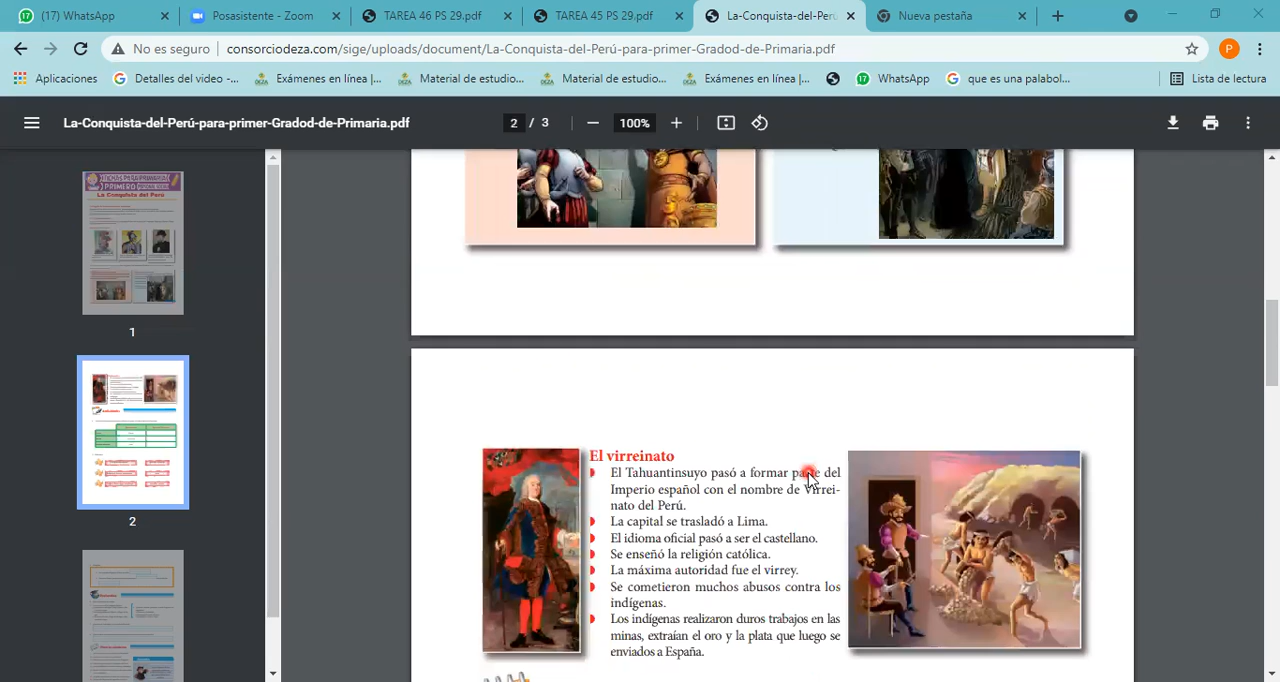 (17) WhatsApp
Posasistente - Zoom
TAREA 46 PS 29.pdf
TAREA 45 PS 29.pdf
La-Conquista-del-Perú
Nueva pestaña
No es seguro
consorciodeza.com/sige/uploads/document/La-Conquista-del-Perú-para-primer-Gradod-de-Primaria.pdf
P
Aplicaciones
Detalles del video -...
Exámenes en línea |...
Material de estudio...
Material de estudio...
Exámenes en línea |...
17
WhatsApp
que es una palabol...
Lista de lectura
La-Conquista-del-Perú-para-primer-Gradod-de-Primaria.pdf
2 / 3
100%
PRIMERO
La Conquista del Perú
1
2
El virreinato
El Tahuantinsuyo pasó a formar parte del
Imperio español con el nombre de Virrei-
nato del Perú.
La capital se trasladó a Lima.
El idioma oficial pasó a ser el castellano.
Se enseñó la religión católica.
La máxima autoridad fue el virrey.
Se cometieron muchos abusos contra los
indígenas.
Los indígenas realizaron duros trabajos en las
minas, extraían el oro y la plata que luego se
enviados a España.